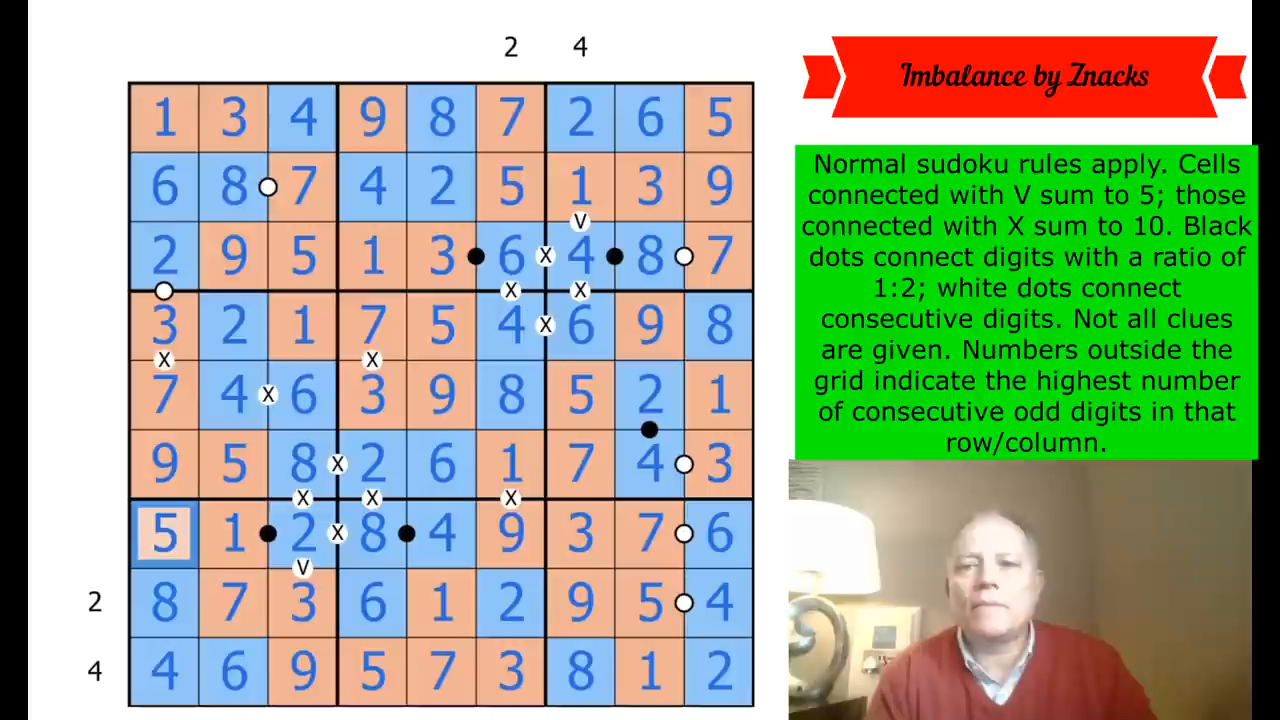 2 4
Imbalance by Znacks
1 3 4 9 8 7 2 6 5
6 8 7 4 2 5 1 3 9
V
2 9 5 1 3 6 X 4 8 7
X X
3 2 1 7 5 4 X 6 9 8
X X
7 4 X 6 3 9 8 5 2 1
9 5 8 X 2 6 1 7 4 3
X X X
5 1 2 X 8 4 9 3 7 6
V
2 8 7 3 6 1 2 9 5 4
4 4 6 9 5 7 3 8 1 2
Normal sudoku rules apply. Cells
connected with V sum to 5; those
connected with X sum to 10. Black
dots connect digits with a ratio of
1:2; white dots connect
consecutive digits. Not all clues
are given. Numbers outside the
grid indicate the highest number
of consecutive odd digits in that
row/column.